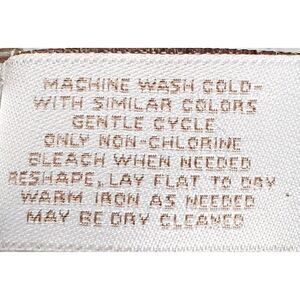 MACHINE WASH COLD-
WITH SIMILAR COLORS
GENTLE CYCLE
ONLY NON-CHLORINE
BLEACH WHEN NEEDED
RESHAPE, LAY FLAT TO DRY
WARM IRON AS NEEDED
MAY BE DRY CLEANED